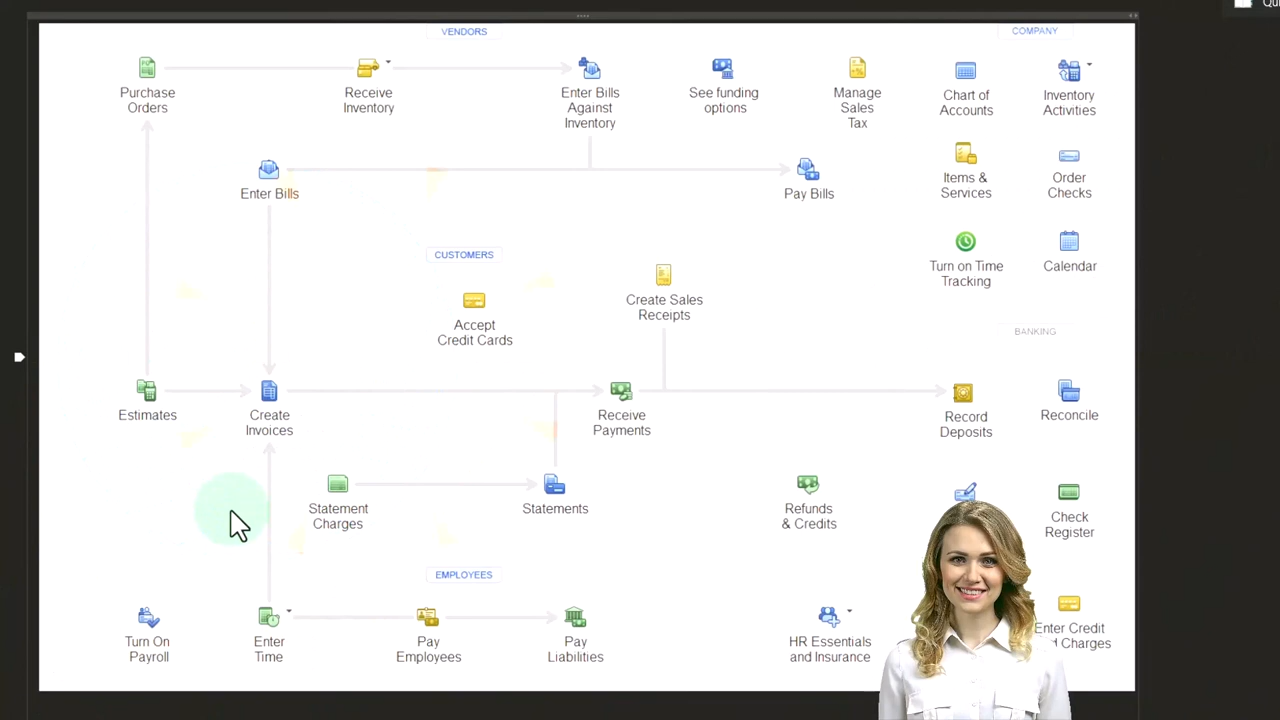 Qui
VENDORS
COMPANY
Purchase
Orders
Receive
Inventory
Enter Bills
Against
Inventory
See funding
options
Manage
Sales
Tax
Chart of
Accounts
Inventory
Activities
Enter Bills
Pay Bills
Items &
Services
Order
Checks
CUSTOMERS
Turn on Time
Tracking
Calendar
Create Sales
Receipts
Accept
Credit Cards
BANKING
Estimates
Create
Invoices
Receive
Payments
Record
Deposits
Reconcile
Statement
Charges
Statements
Refunds
& Credits
Check
Register
EMPLOYEES
Turn On
Payroll
Enter
Time
Pay
Employees
Pay
Liabilities
HR Essentials
and Insurance
Enter Credit
Charges